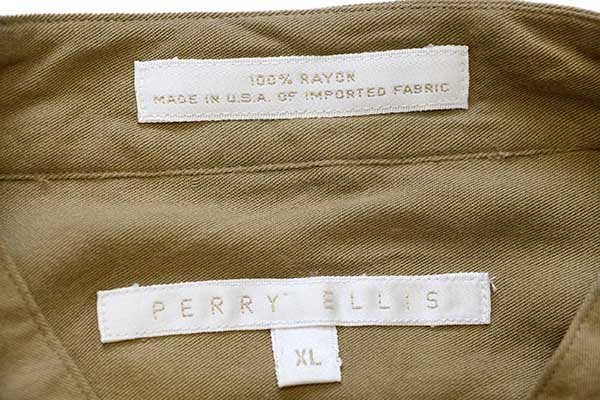 100% RAYON
MADE IN U.S.A. OF IMPORTED FABRIC
PERRY ELLIS
XL